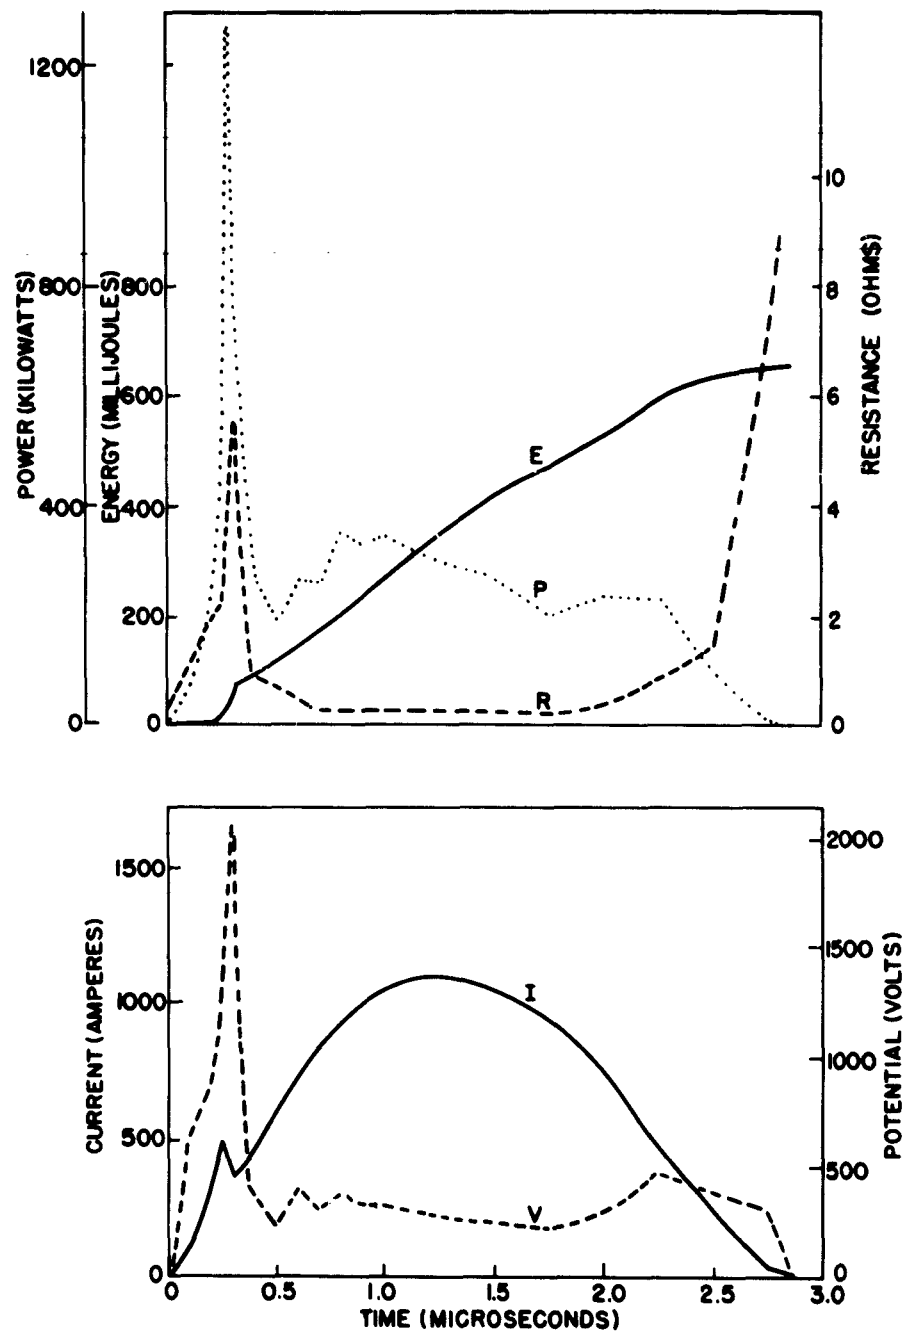 1200
800
400
0
POWER (KILOWATTS)
800
600
400
200
0
ENERGY (MILLIJOULES)
10
8
6
4
2
0
RESISTANCE (OHMS)
E
P
R
1500
1000
500
0
CURRENT (AMPERES)
2000
1500
1000
500
0
POTENTIAL (VOLTS)
I
V
0 0.5 1.0 1.5 2.0 2.5 3.0
TIME (MICROSECONDS)